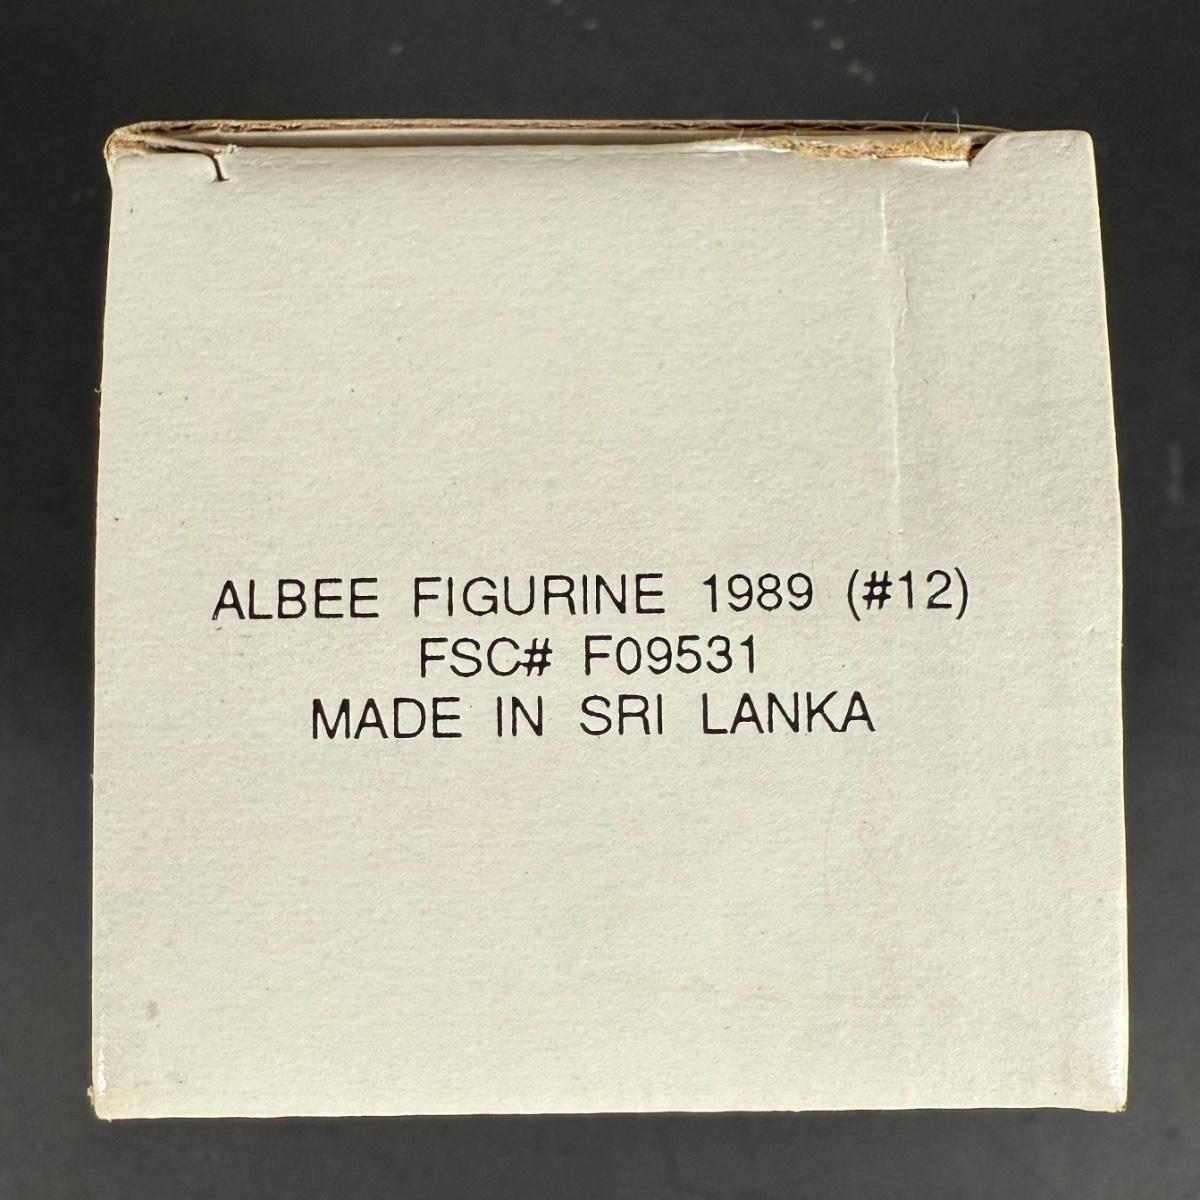 ALBEE FIGURINE 1989 (#12)
FSC# F09531
MADE IN SRI LANKA